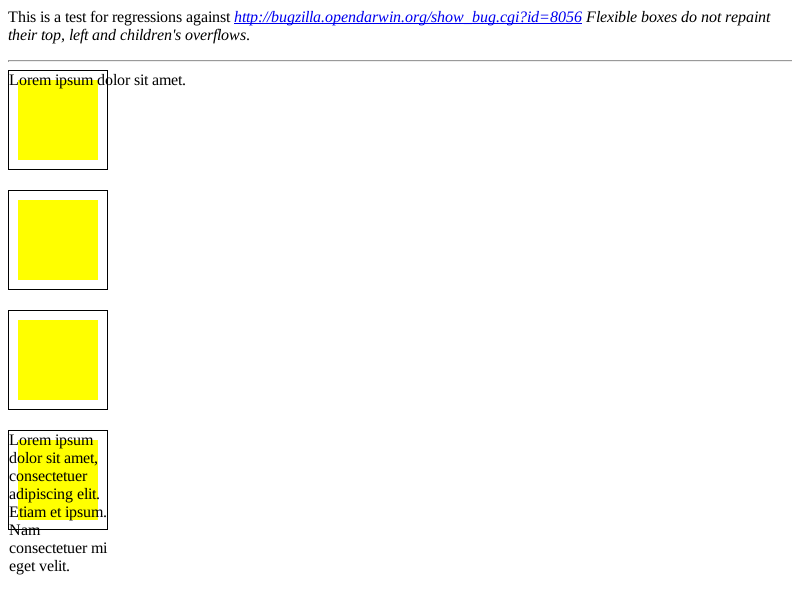 This is a test for regressions against http://bugzilla.opendarwin.org/show_bug.cgi?id=8056 Flexible boxes do not repaint
their top, left and children's overflows.
Lorem ipsum dolor sit amet.
Lorem ipsum
dolor sit amet,
consectetuer
adipiscing elit.
Etiam et ipsum.
Nam
consectetuer mi
eget velit.